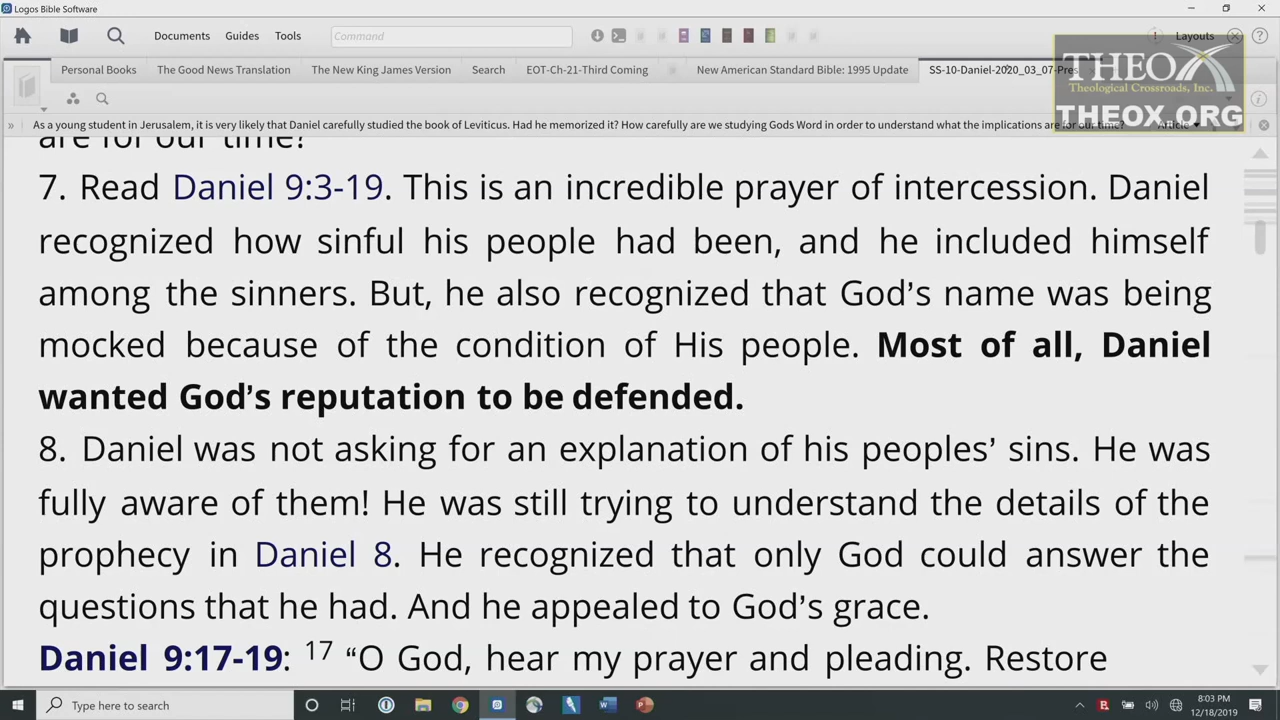 Logos Bible Software
Documents Guides Tools Command Layouts
Personal Books The Good News Translation The New King James Version Search EOT-Ch-21-Third Coming New American Standard Bible: 1995 Update SS-10-Daniel-2020_03_07-Pres
THEOX
Theological Crossroads, Inc.
THEOX.ORG
» As a young student in Jerusalem, it is very likely that Daniel carefully studied the book of Leviticus. Had memorized it? How carefully are we studying Gods Word in order to understand what the implications are for our time? Article
are for our time?
7. Read Daniel 9:3-19. This is an incredible prayer of intercession. Daniel
recognized how sinful his people had been, and he included himself
among the sinners. But, he also recognized that God’s name was being
mocked because of the condition of His people. Most of all, Daniel
wanted God’s reputation to be defended.
8. Daniel was not asking for an explanation of his peoples’ sins. He was
fully aware of them! He was still trying to understand the details of the
prophecy in Daniel 8. He recognized that only God could answer the
questions that he had. And he appealed to God’s grace.
Daniel 9:17-19: 17 “O God, hear my prayer and pleading. Restore
Type here to search
8:03 PM
12/18/2019